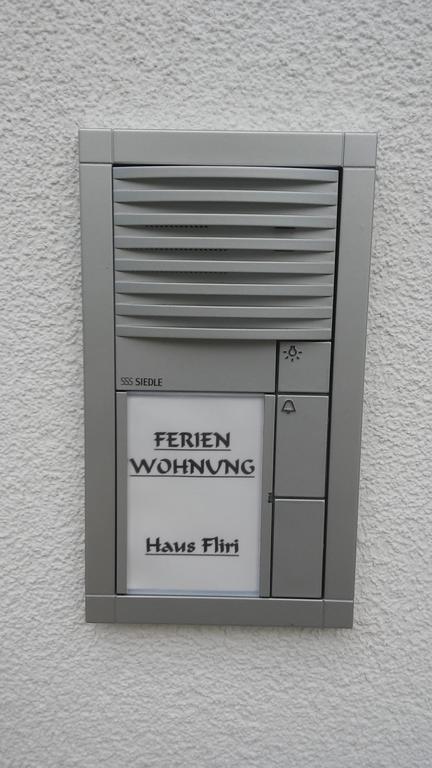 SSS SIEDLE
FERIEN
WOHNUNG
Haus Fliri